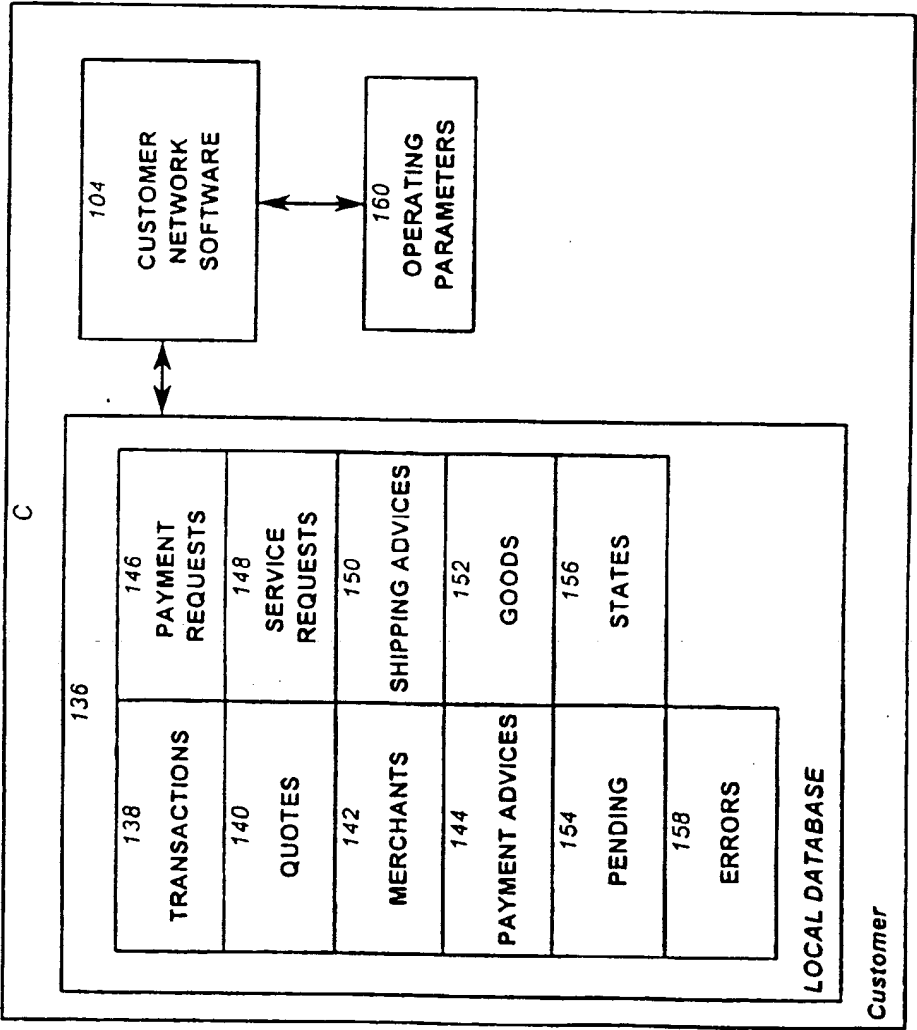 C
136
138
TRANSACTIONS
146
PAYMENT
REQUESTS
140
QUOTES
148
SERVICE
REQUESTS
142
MERCHANTS
150
SHIPPING ADVICES
144
PAYMENT ADVICES
152
GOODS
154
PENDING
156
STATES
158
ERRORS
LOCAL DATABASE
104
CUSTOMER
NETWORK
SOFTWARE
160
OPERATING
PARAMETERS
Customer